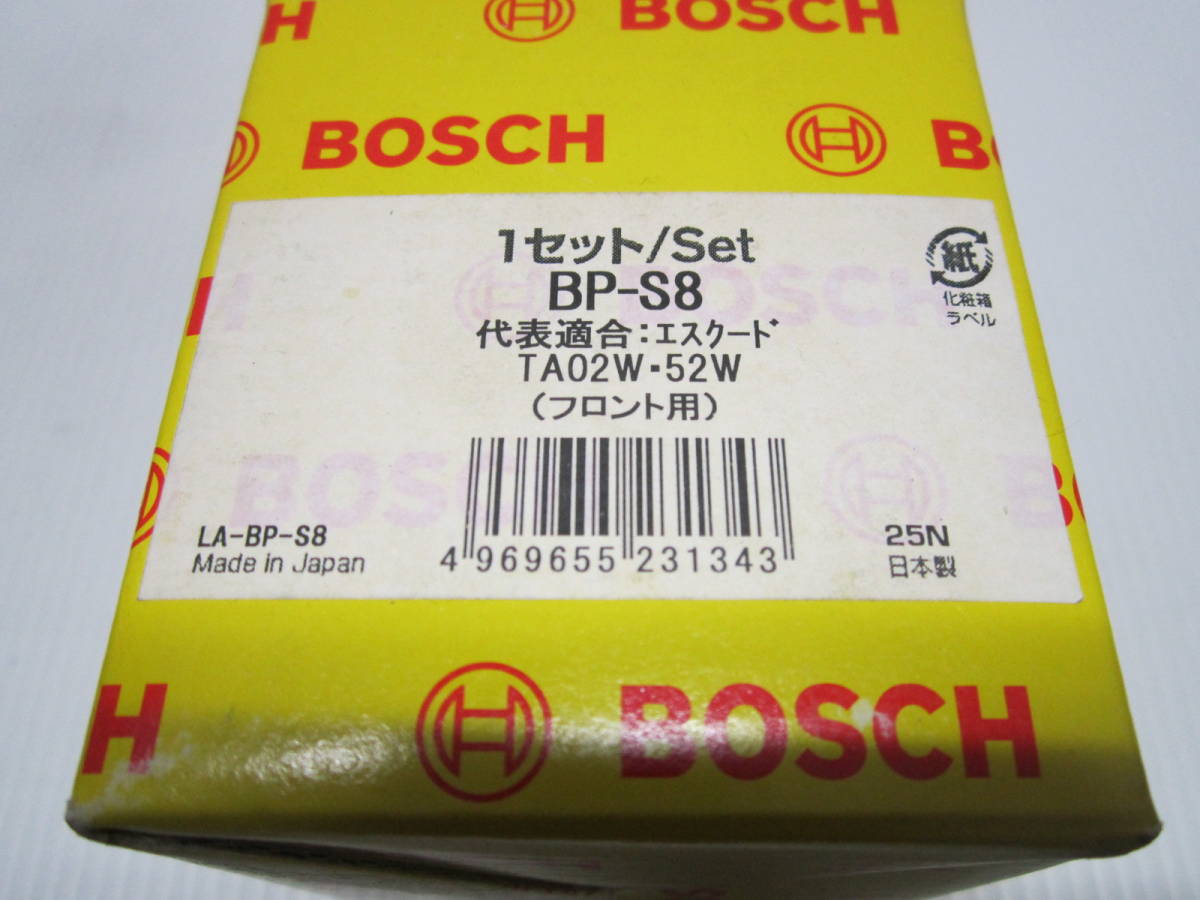 H BOSCH
BOSCH B
1セット/Set
BP-S8
代表適合:エスクード
TA02W・52W
(フロント用)
紙
化粧箱
ラベル
H BOSCH
BOSCH B
LA-BP-S8
Made in Japan
4 969655 231343
25N
日本製
H BOSCH